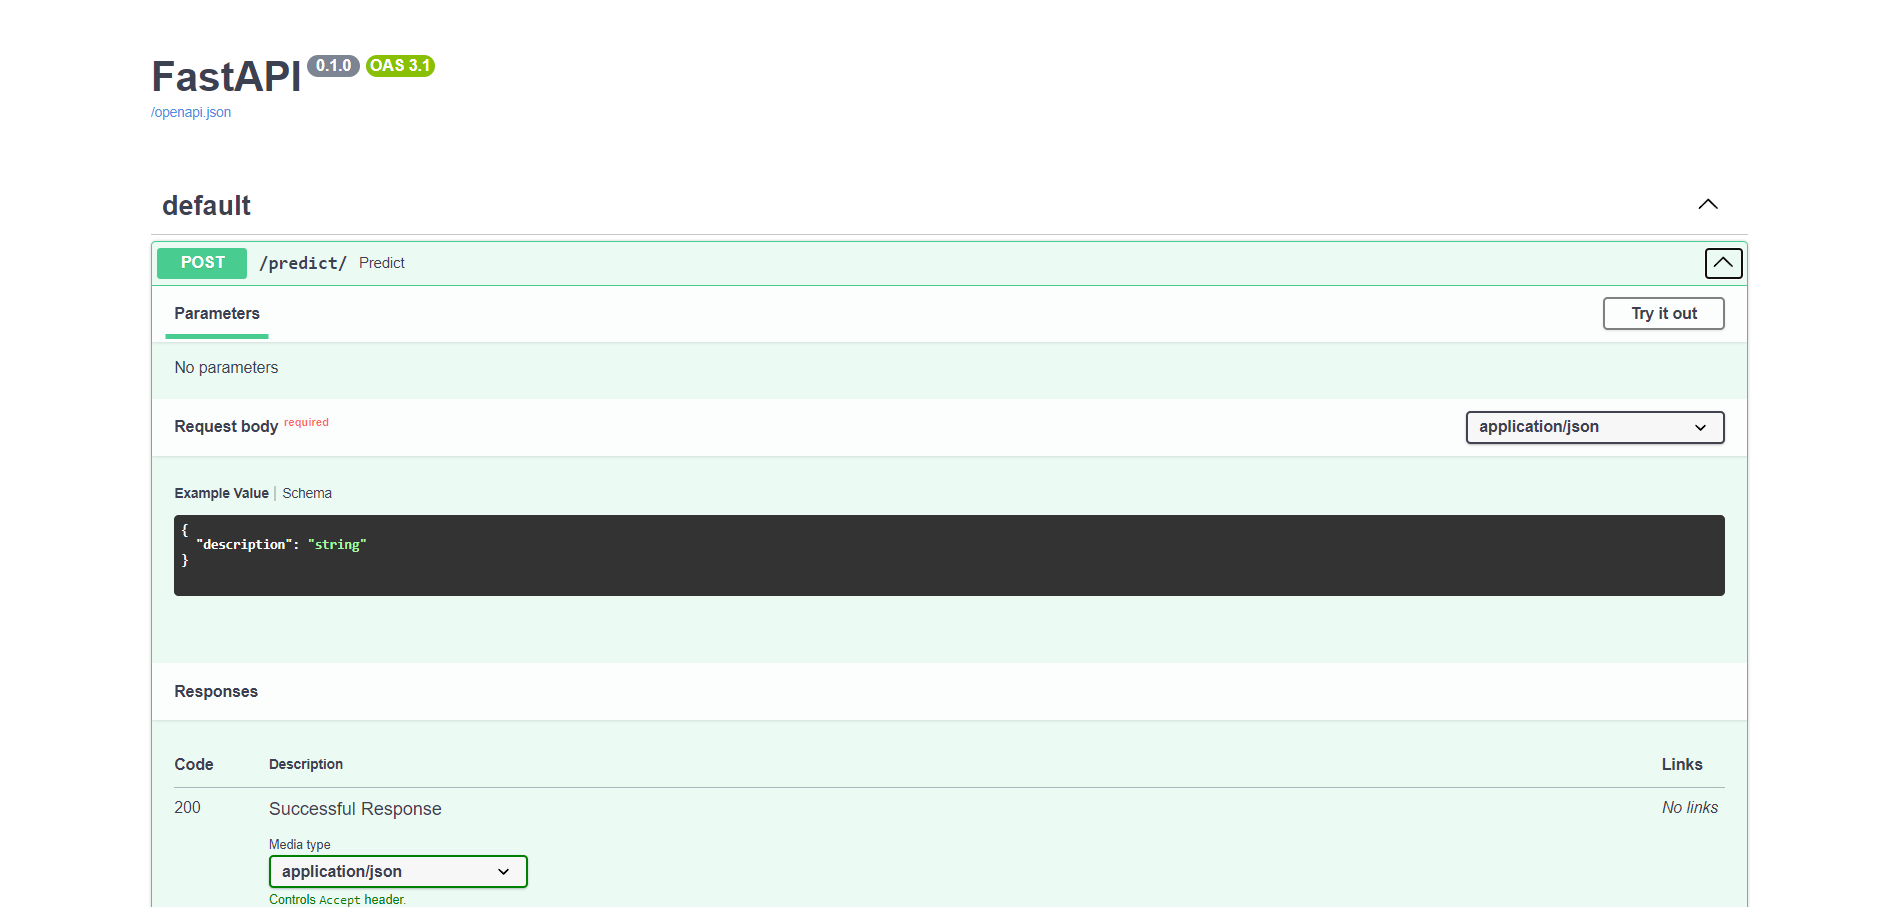 FastAPI 0.1.0 OAS 3.1
/openapi.json
default
POST /predict/ Predict
Parameters Try it out
No parameters
Request body required application/json
Example Value | Schema
{
"description": "string"
}
Responses
Code Description Links
200 Successful Response No links
Media type
application/json
Controls Accept header.